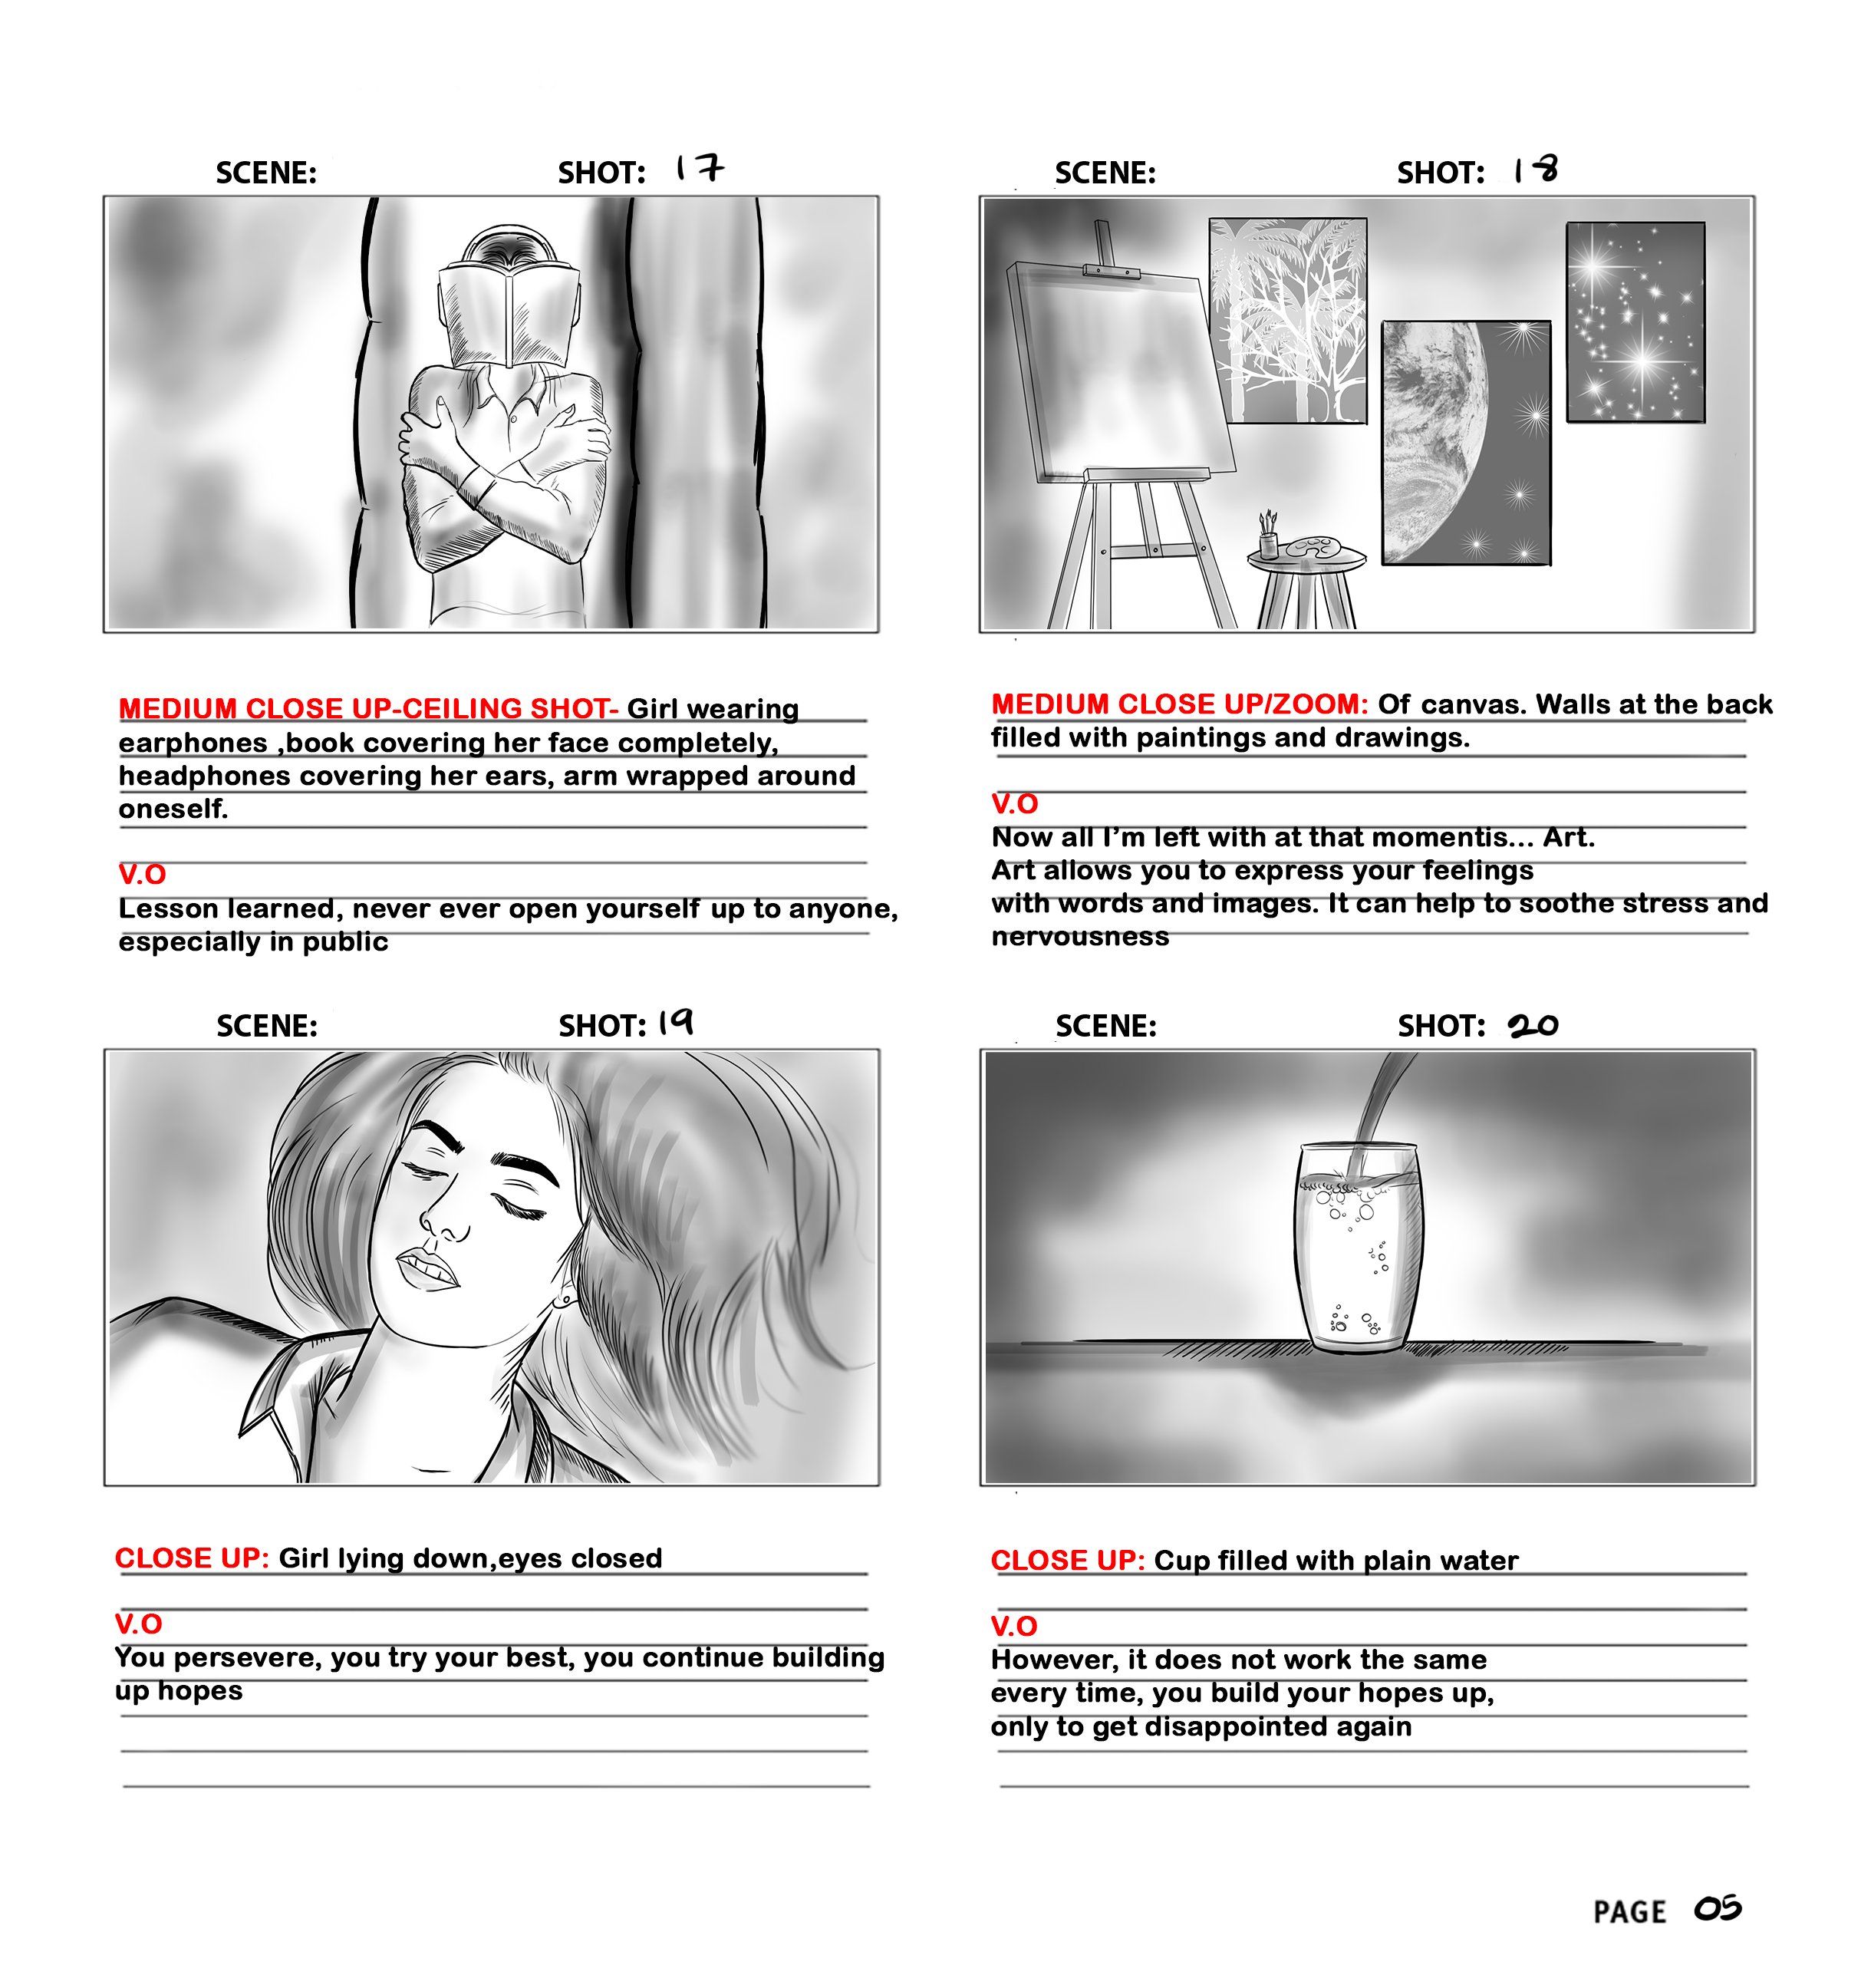 SCENE: SHOT: 17
MEDIUM CLOSE UP-CEILING SHOT- Girl wearing
earphones ,book covering her face completely,
headphones covering her ears, arm wrapped around
oneself.
V.O
Lesson learned, never ever open yourself up to anyone,
especially in public
SCENE: SHOT: 18
MEDIUM CLOSE UP/ZOOM: Of canvas. Walls at the back
filled with paintings and drawings.
V.O
Now all I'm left with at that momentis... Art.
Art allows you to express your feelings
with words and images. It can help to soothe stress and
nervousness
SCENE: SHOT: 19
CLOSE UP: Girl lying down,eyes closed
V.O
You persevere, you try your best, you continue building
up hopes
SCENE: SHOT: 20
CLOSE UP: Cup filled with plain water
V.O
However, it does not work the same
every time, you build your hopes up,
only to get disappointed again
PAGE 05